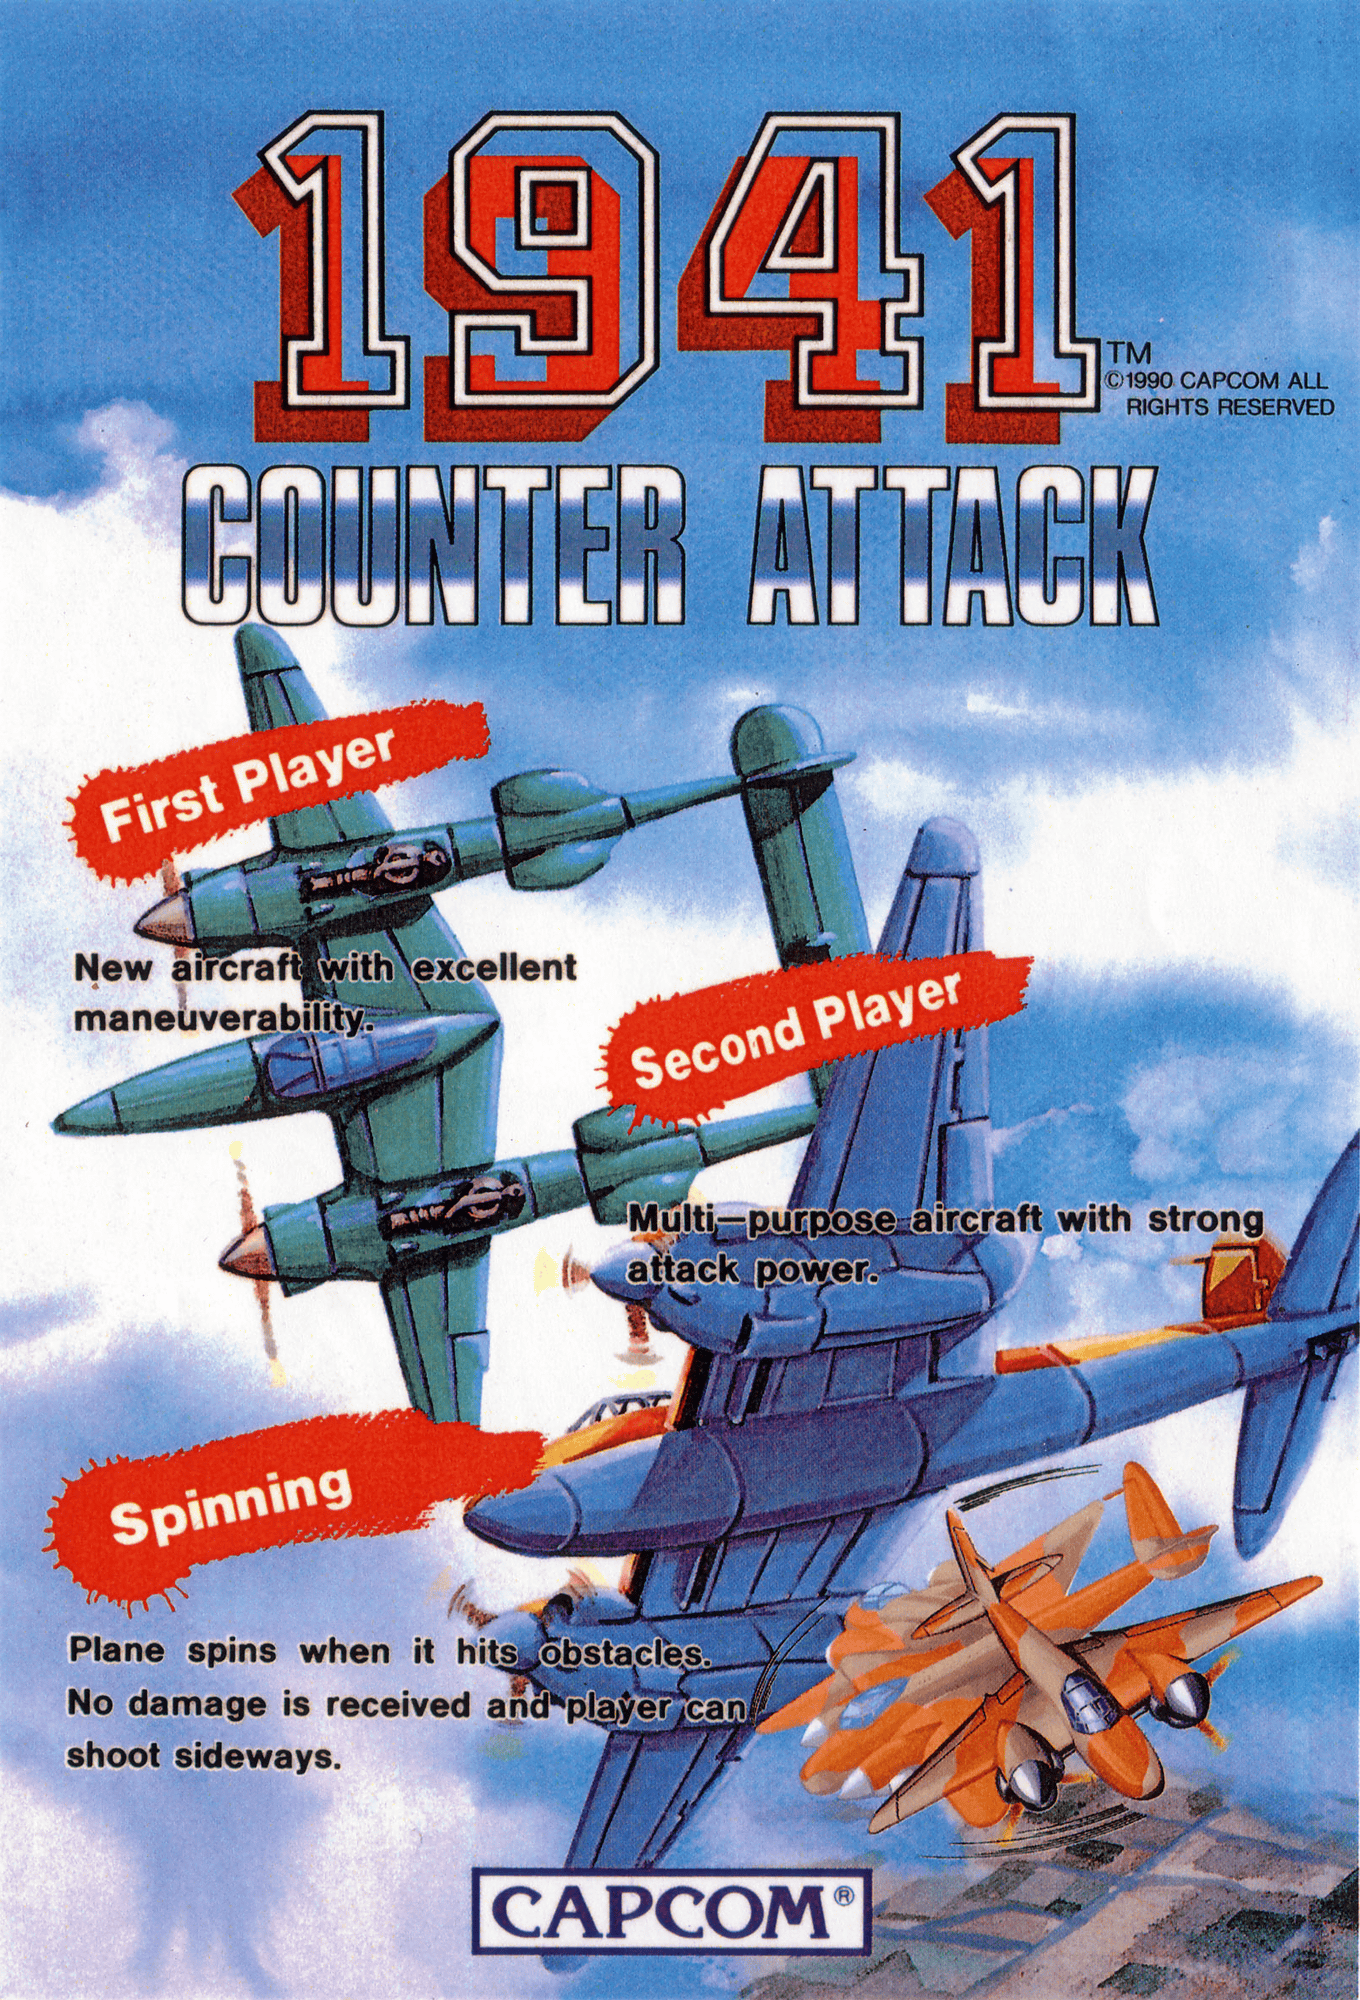 1941
TM
©1990 CAPCOM ALL
RIGHTS RESERVED
COUNTER ATTACK
First Player
New aircraft with excellent
maneuverability.
Second Player
Multi-purpose aircraft with strong
attack power.
Spinning
Plane spins when it hits obstacles.
No damage is received and player can
shoot sideways.
CAPCOM®